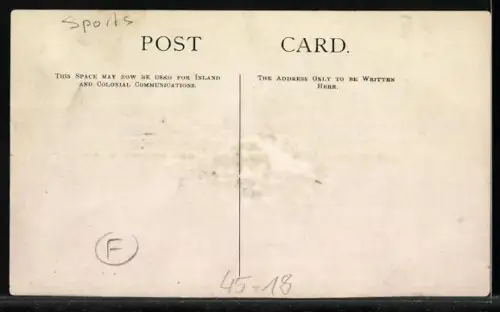 Sports
POST CARD.
THIS SPACE MAY NOW BE USED FOR INLAND
AND COLONIAL COMMUNICATIONS.
THE ADDRESS ONLY TO BE WRITTEN
HERE.
F
45=18